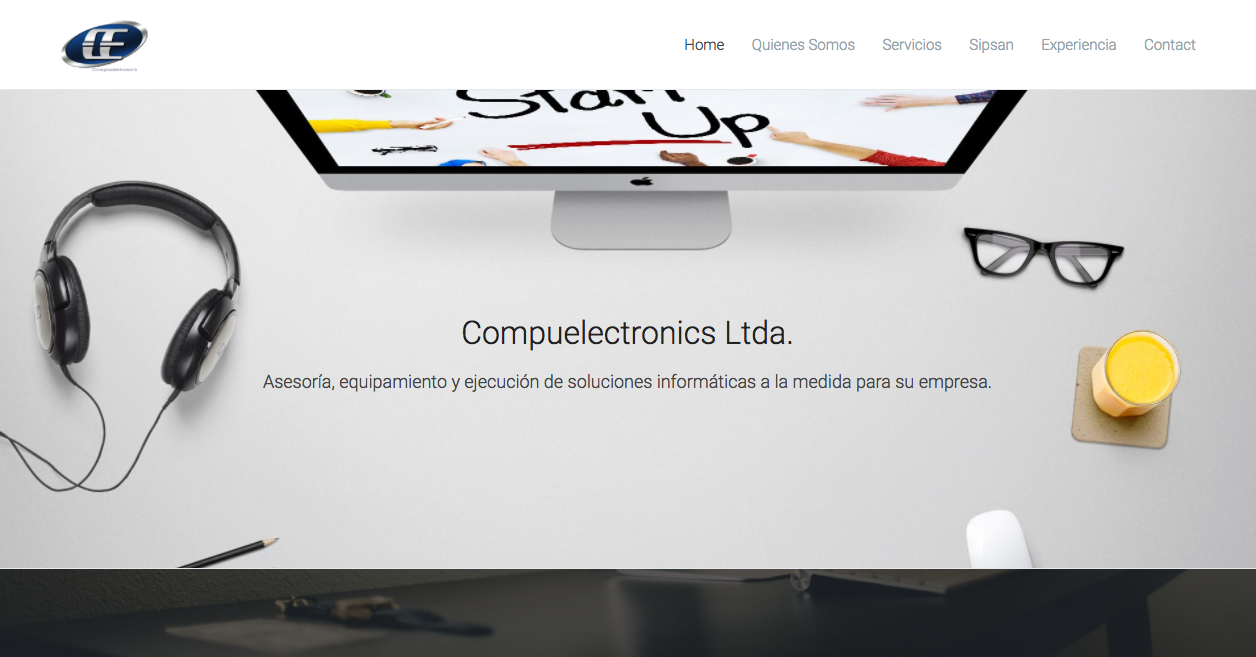 CE
Compuelectronic's
Home
Quienes Somos
Servicios
Sipsan
Experiencia
Contact
Start
Up
Compuelectronics Ltda.
Asesoría, equipamiento y ejecución de soluciones informáticas a la medida para su empresa.